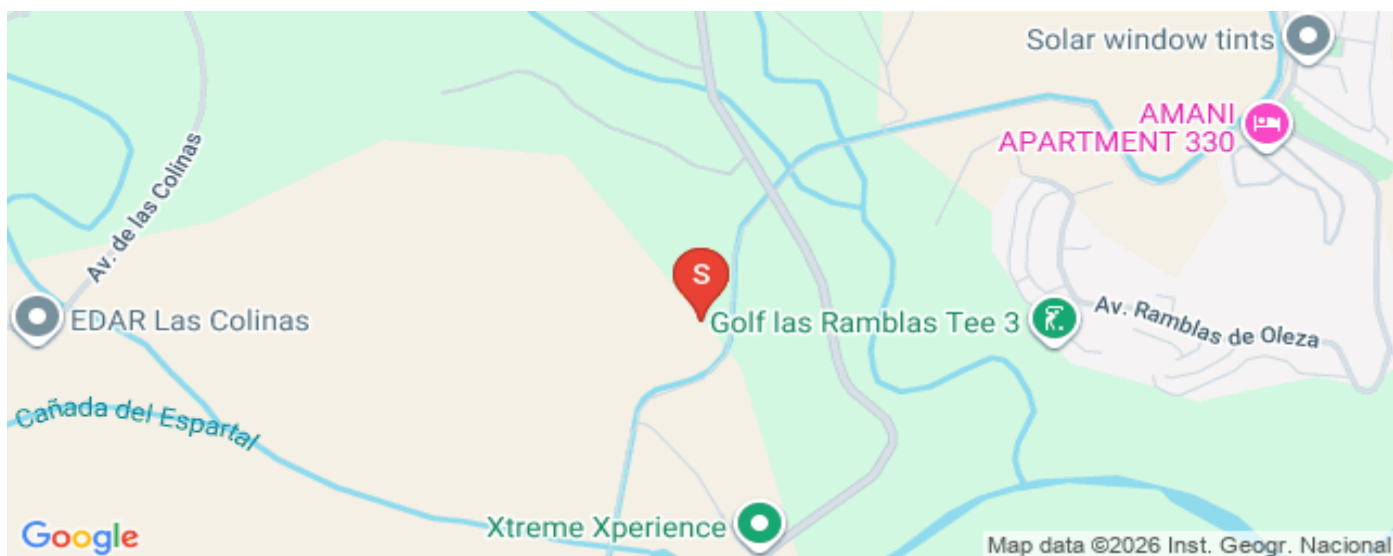 Solar window tints
AMANI
APARTMENT 330
Av. de las Colinas
S
EDAR Las Colinas
Golf las Ramblas Tee 3
Av. Ramblas de Oleza
Cañada del Espartal
Xtreme Xperience
Google
Map data ©2026 Inst. Geogr. Nacional